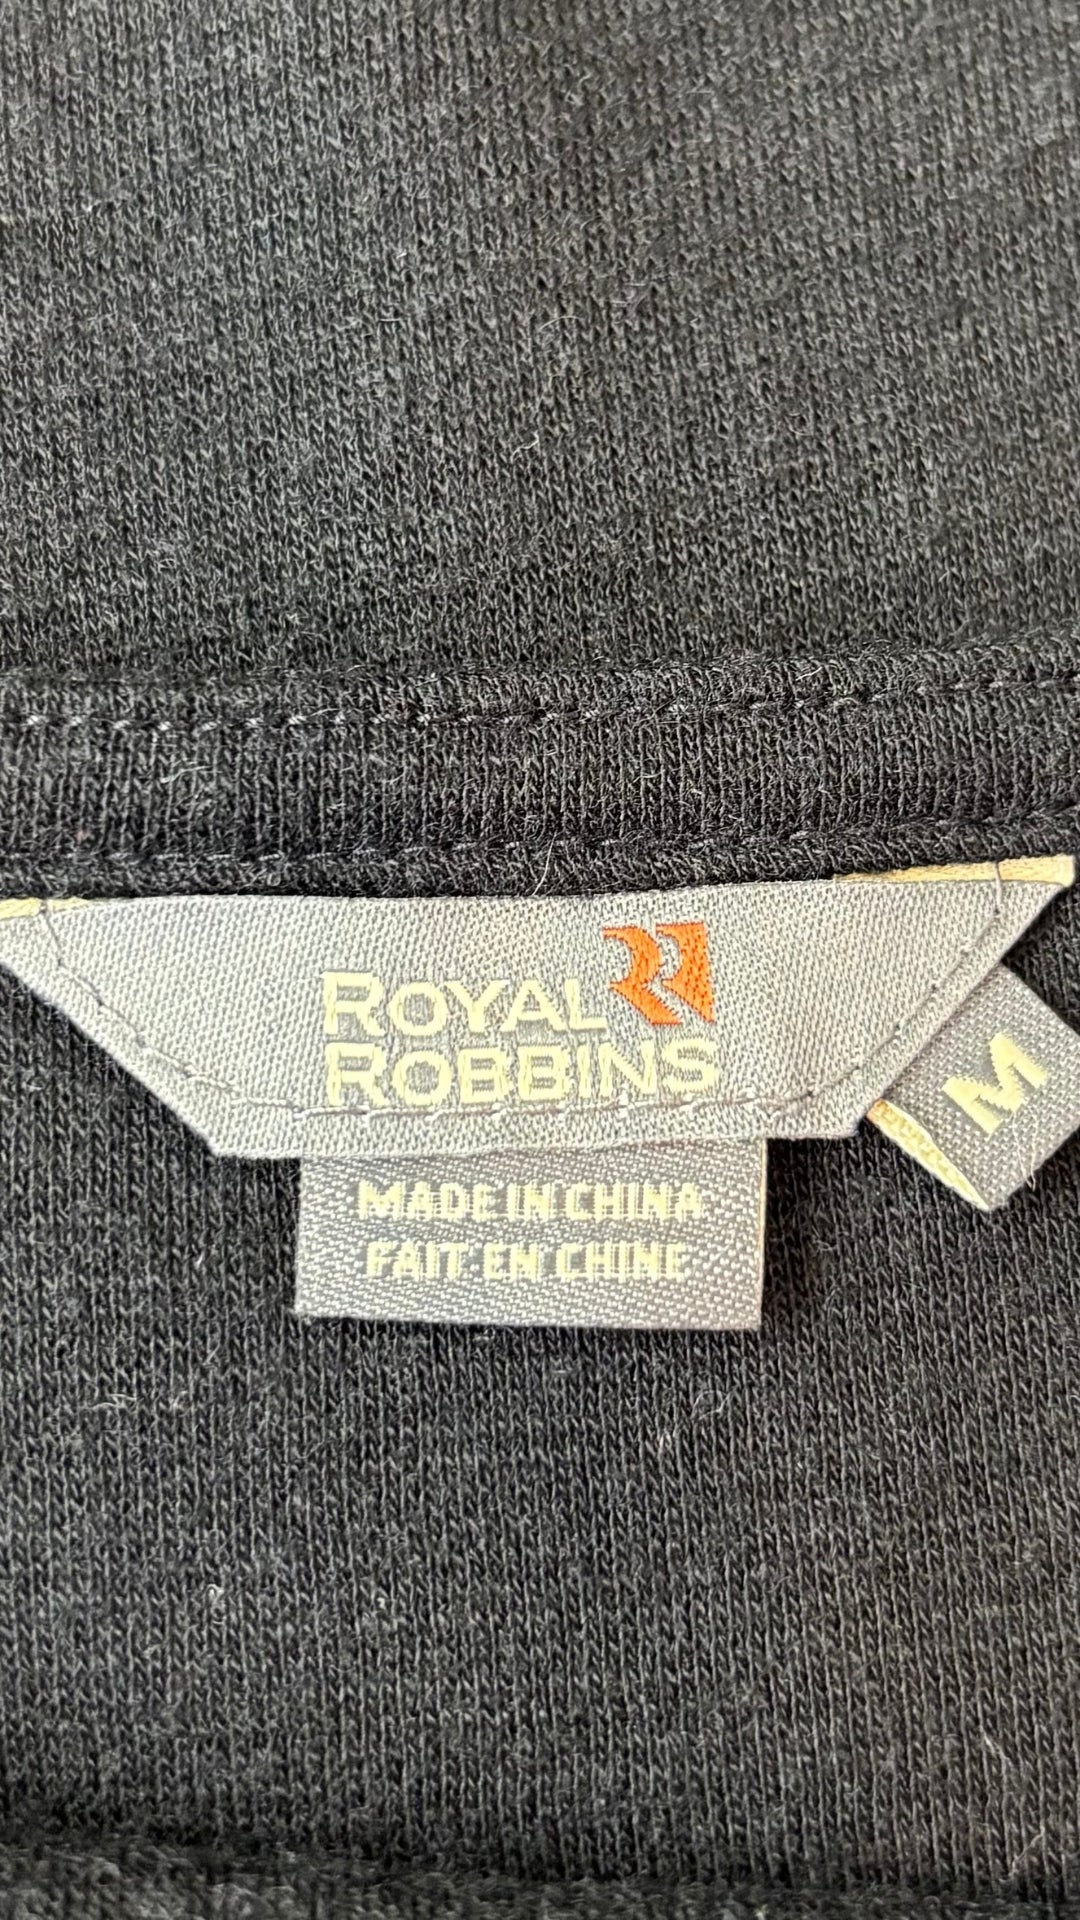 ROYAL
ROBBINS
M
MADE IN CHINA
FAIT EN CHINE